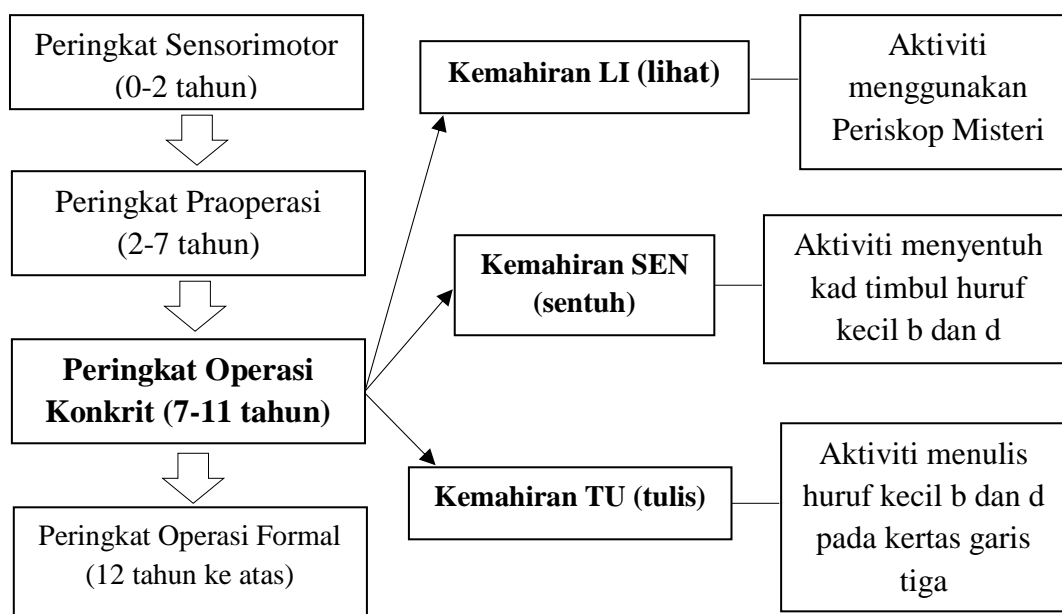 Peringkat Sensorimotor
(0-2 tahun)
Peringkat Praoperasi
(2-7 tahun)
Peringkat Operasi
Konkrit (7-11 tahun)
Peringkat Operasi Formal
(12 tahun ke atas)
Kemahiran LI (lihat)
Aktiviti
menggunakan
Periskop Misteri
Kemahiran SEN
(sentuh)
Aktiviti menyentuh
kad timbul huruf
kecil b dan d
Kemahiran TU (tulis)
Aktiviti menulis
huruf kecil b dan d
pada kertas garis
tiga